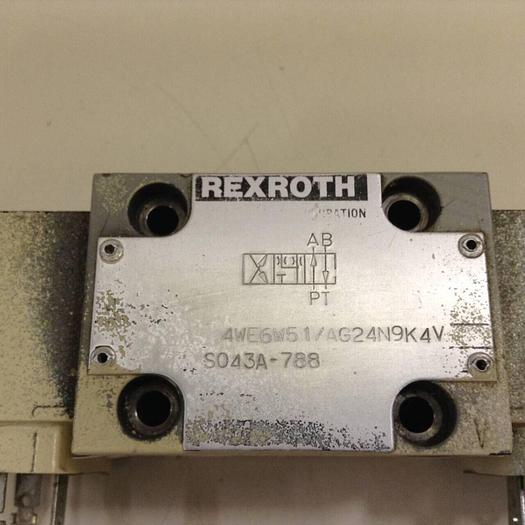 REXROTH
AB
PT
4WE6W51/AG24N9K4V
S043A-788